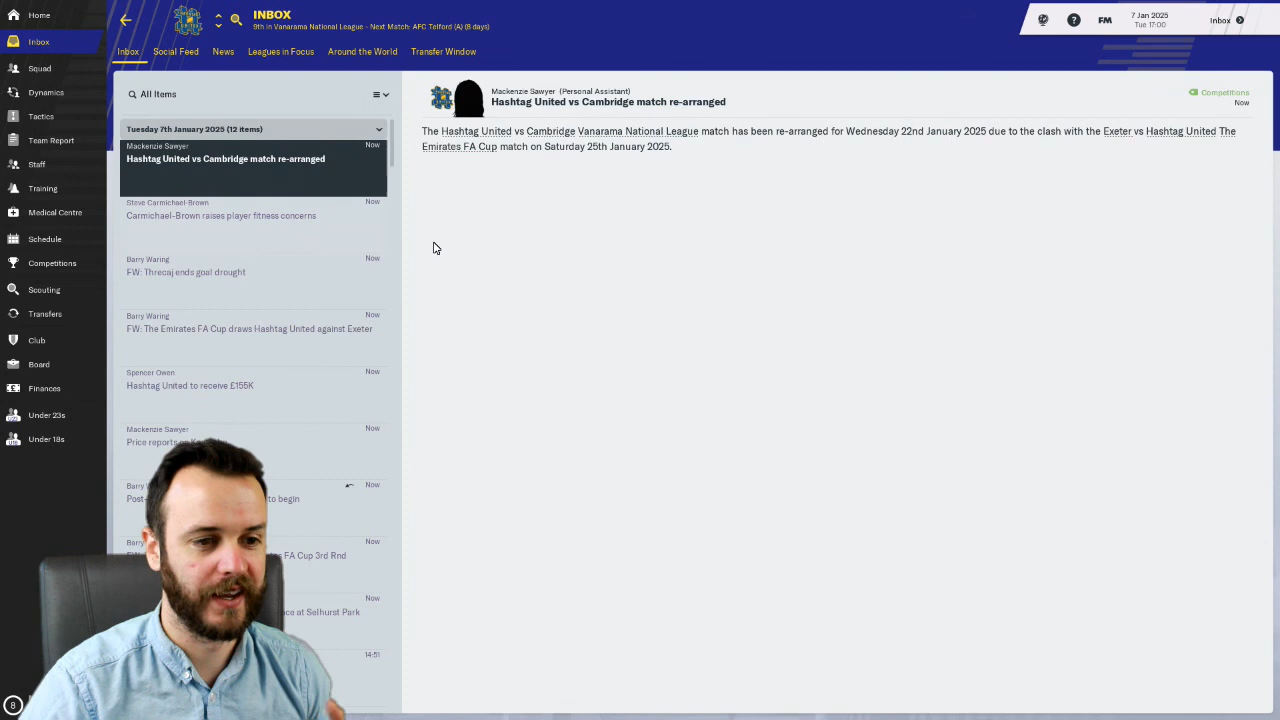 Home
Inbox
Squad
Dynamics
Tactics
Team Report
Staff
Training
Medical Centre
Schedule
Competitions
Scouting
Transfers
Club
Board
Finances
Under 23s
Under 18s
8
INBOX
9th in Vanarama National League - Next Match: AFC Telford (A) (8 days)
FM
7 Jan 2025
Tue 17:00
Inbox
Inbox
Social Feed
News
Leagues in Focus
Around the World
Transfer Window
All Items
Tuesday 7th January 2025 (12 items)
Mackenzie Sawyer Now
Hashtag United vs Cambridge match re-arranged
Steve Carmichael-Brown Now
Carmichael-Brown raises player fitness concerns
Barry Waring Now
FW: Threcaj ends goal drought
Barry Waring Now
FW: The Emirates FA Cup draws Hashtag United against Exeter
Spencer Owen Now
Hashtag United to receive £155K
Mackenzie Sawyer Now
Price reports
Barry Now
Post- to begin
Barry Now
FA Cup 3rd Rnd
Now
at Selhurst Park
14:51
Mackenzie Sawyer (Personal Assistant)
Hashtag United vs Cambridge match re-arranged
Competitions
Now
The Hashtag United vs Cambridge Vanarama National League match has been re-arranged for Wednesday 22nd January 2025 due to the clash with the Exeter vs Hashtag United The
Emirates FA Cup match on Saturday 25th January 2025.